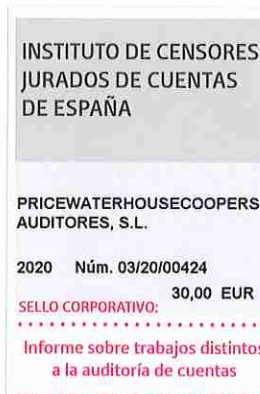 INSTITUTO DE CENSORES
JURADOS DE CUENTAS
DE ESPAÑA
PRICEWATERHOUSECOOPERS
AUDITORES, S.L.
2020 Núm. 03/20/00424
30,00 EUR
SELLO CORPORATIVO:
Informe sobre trabajos distintos
a la auditoría de cuentas